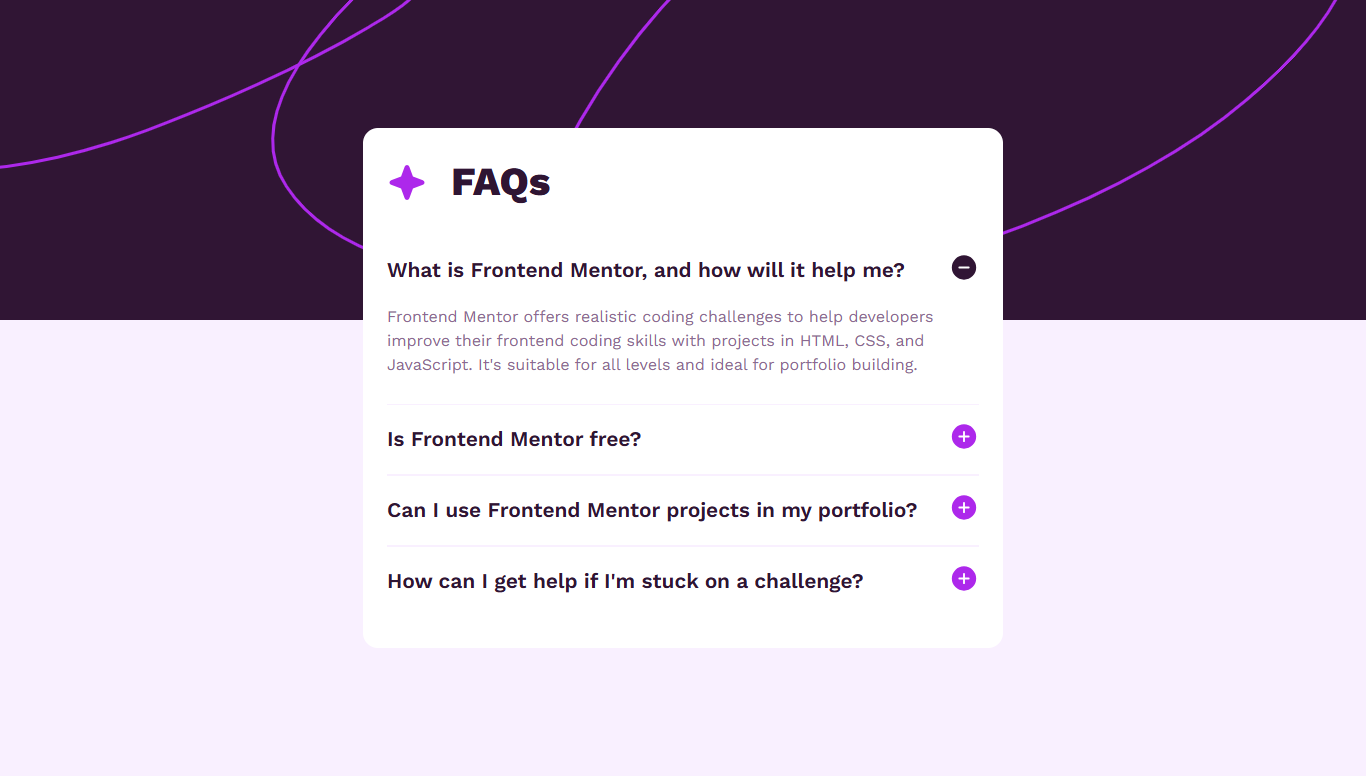 FAQs
What is Frontend Mentor, and how will it help me?
Frontend Mentor offers realistic coding challenges to help developers
improve their frontend coding skills with projects in HTML, CSS, and
JavaScript. It's suitable for all levels and ideal for portfolio building.
Is Frontend Mentor free?
Can I use Frontend Mentor projects in my portfolio?
How can I get help if I'm stuck on a challenge?